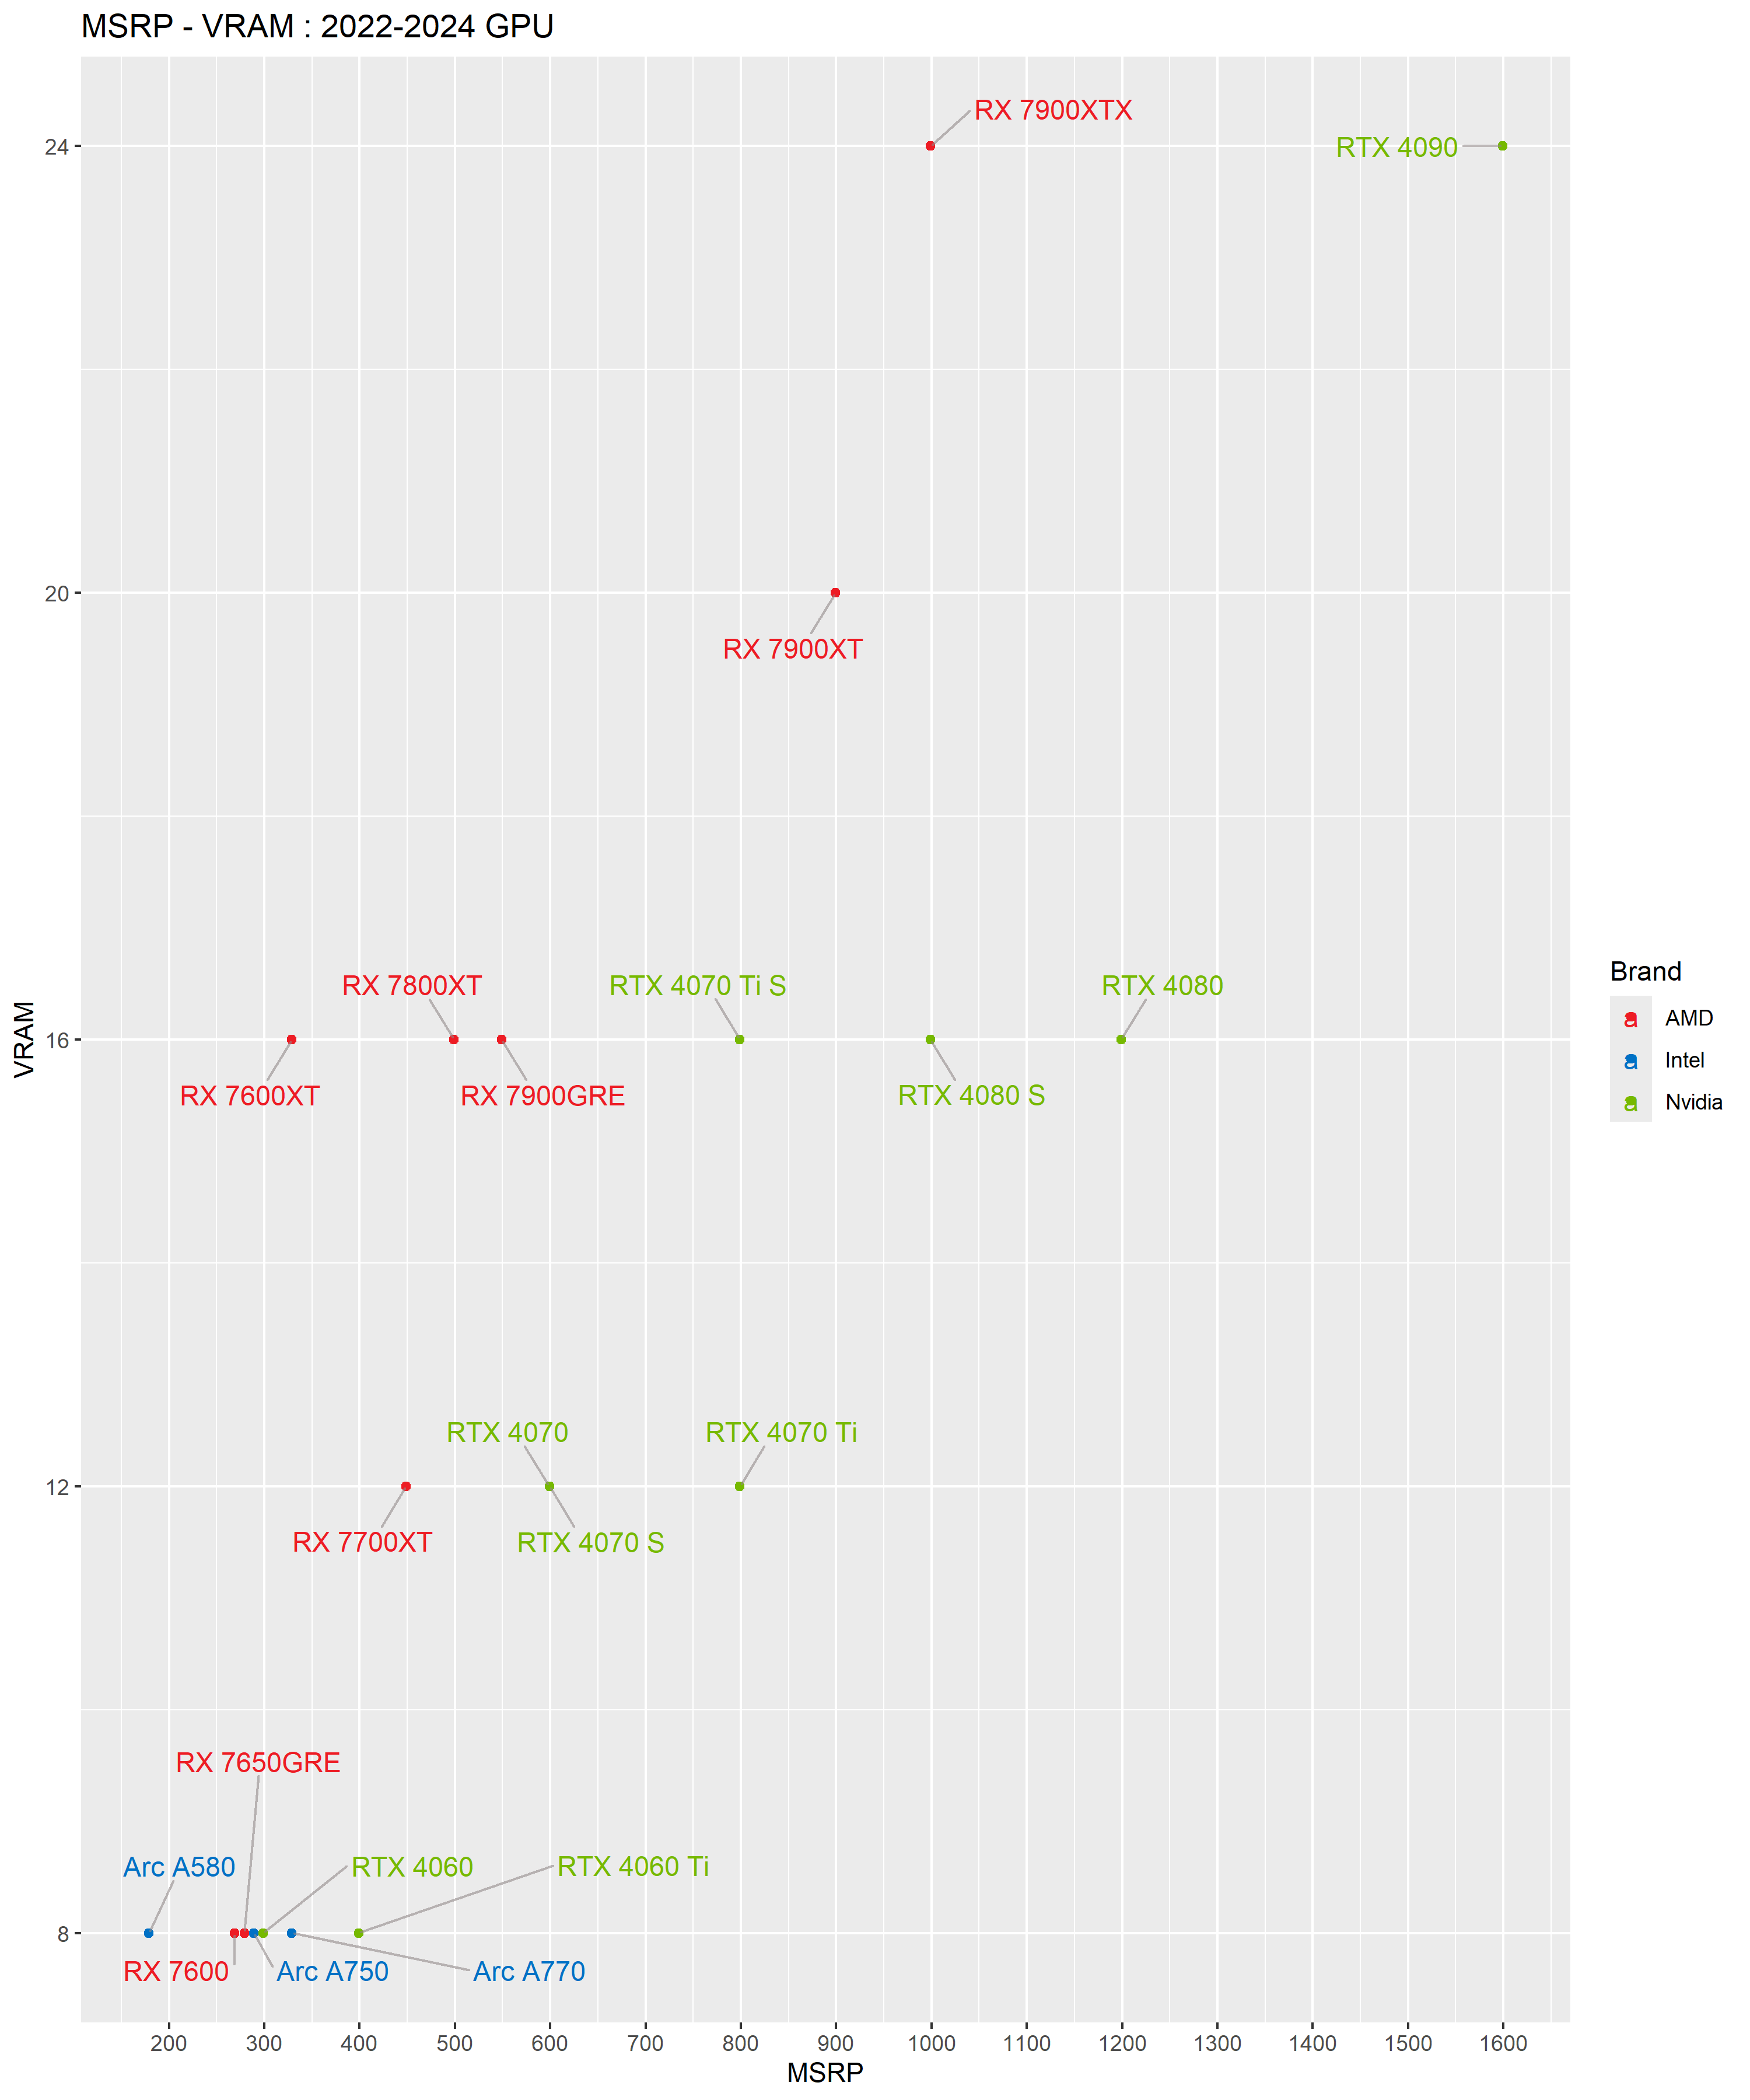 MSRP - VRAM : 2022-2024 GPU
RX 7900XTX
24
RTX 4090
20
RX 7900XT
RX 7800XT
RTX 4070 Ti S
RTX 4080
16
RX 7600XT
RX 7900GRE
RTX 4080 S
VRAM
Brand
a AMD
a Intel
a Nvidia
RTX 4070
RTX 4070 Ti
12
RX 7700XT
RTX 4070 S
RX 7650GRE
Arc A580
RTX 4060
RTX 4060 Ti
8
RX 7600
Arc A750
Arc A770
200 300 400 500 600 700 800 900 1000 1100 1200 1300 1400 1500 1600
MSRP